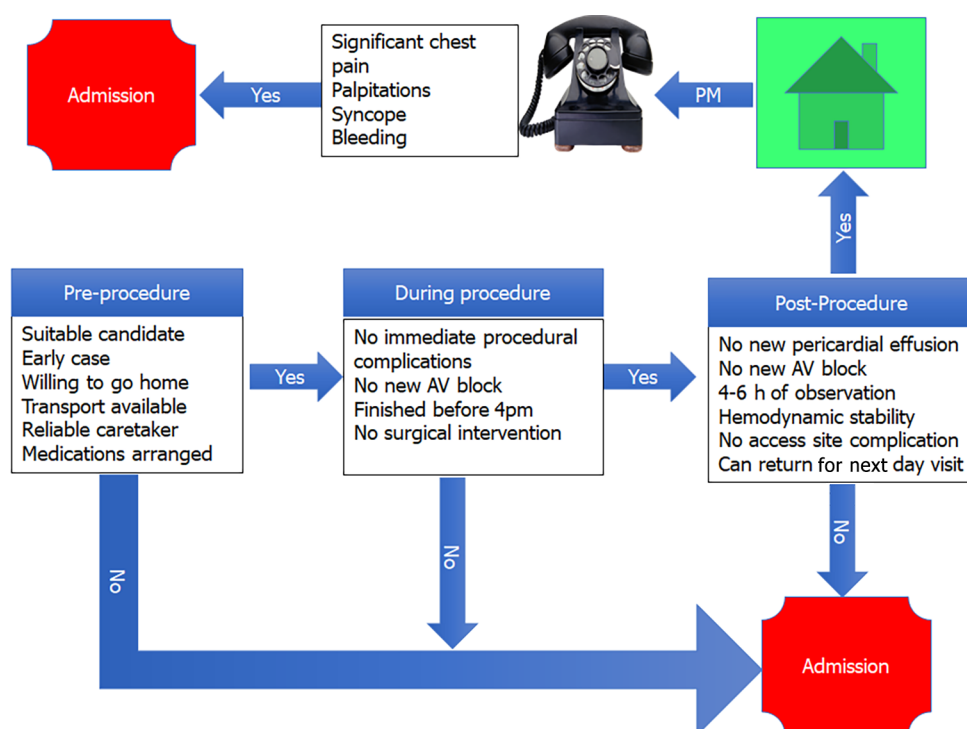 Admission
Yes
Significant chest
pain
Palpitations
Syncope
Bleeding
PM
Yes
Pre-procedure
Suitable candidate
Early case
Willing to go home
Transport available
Reliable caretaker
Medications arranged
Yes
During procedure
No immediate procedural
complications
No new AV block
Finished before 4pm
No surgical intervention
Yes
Post-Procedure
No new pericardial effusion
No new AV block
4-6 h of observation
Hemodynamic stability
No access site complication
Can return for next day visit
No
No
No
Admission